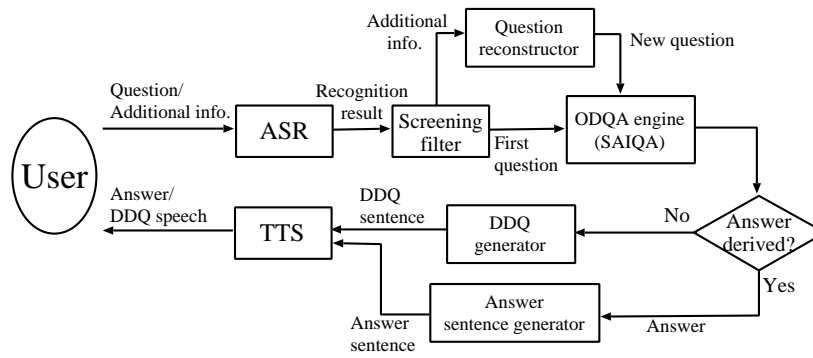 Additional
info.
Question
reconstructor
New question
Question/
Additional info.
ASR
Recognition
result
Screening
filter
First
question
ODQA engine
(SAIQA)
User
Answer/
DDQ speech
TTS
DDQ
sentence
DDQ
generator
No
Answer
derived?
Yes
Answer
sentence
Answer
sentence generator
Answer